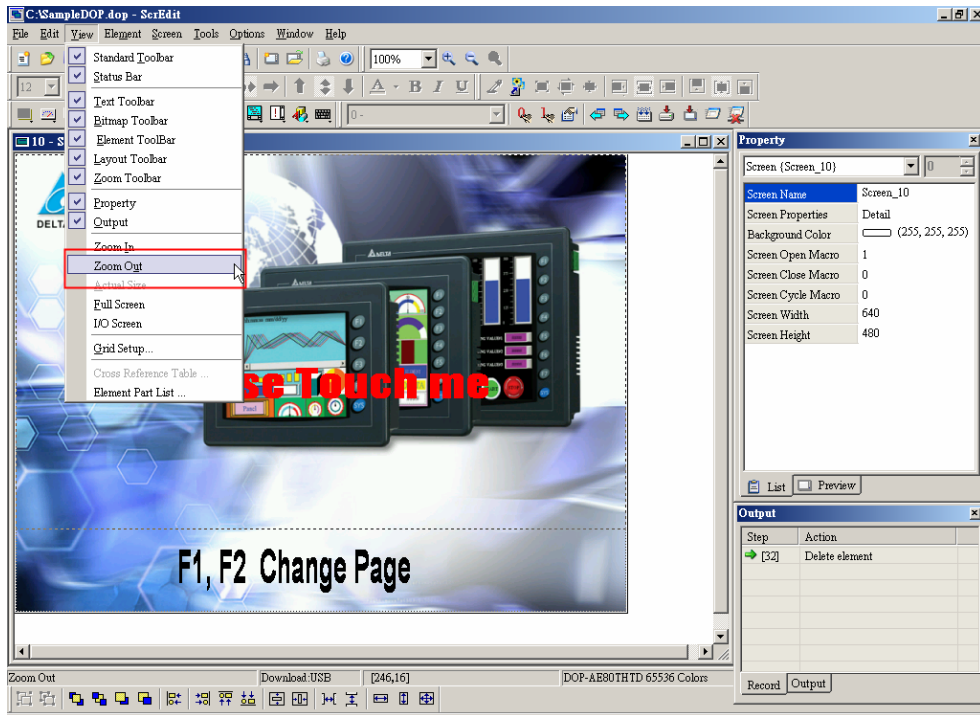 C:\SampleDOP.dop - ScrEdit
File Edit View Element Screen Tools Options Window Help
100%
12
A B I U
0 -
Standard Toolbar
Status Bar
Text Toolbar
Bitmap Toolbar
Element ToolBar
Layout Toolbar
Zoom Toolbar
Property
Output
Zoom In
Zoom Out
Actual Size
Full Screen
I/O Screen
Grid Setup...
Cross Reference Table ...
Element Part List ...
10 - S
DELT
se Touch me
F1, F2 Change Page
Property
Screen {Screen_10}
0
Screen Name Screen_10
Screen Properties Detail
Background Color (255, 255, 255)
Screen Open Macro 1
Screen Close Macro 0
Screen Cycle Macro 0
Screen Width 640
Screen Height 480
List Preview
Output
Step Action
[32] Delete element
Record Output
Zoom Out Download:USB [246,16] DOP-AE80THTD 65536 Colors